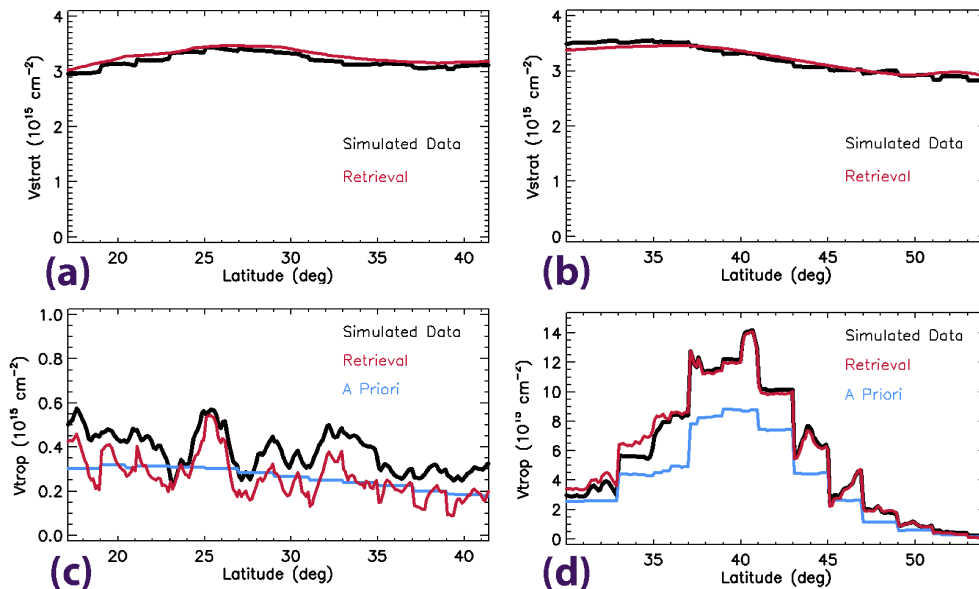 Vstrat (10¹⁵ cm⁻²)
4
3
2
1
0
Simulated Data
Retrieval
20 25 30 35 40
Latitude (deg)
(a)
Vstrat (10¹⁵ cm⁻²)
4
3
2
1
0
Simulated Data
Retrieval
35 40 45 50
Latitude (deg)
(b)
Vtrop (10¹⁵ cm⁻²)
1.0
0.8
0.6
0.4
0.2
0.0
Simulated Data
Retrieval
A Priori
20 25 30 35 40
Latitude (deg)
(c)
Vtrop cm⁻²)
14
12
10
8
6
4
2
0
Simulated Data
Retrieval
A Priori
35 40 45 50
Latitude (deg)
(d)